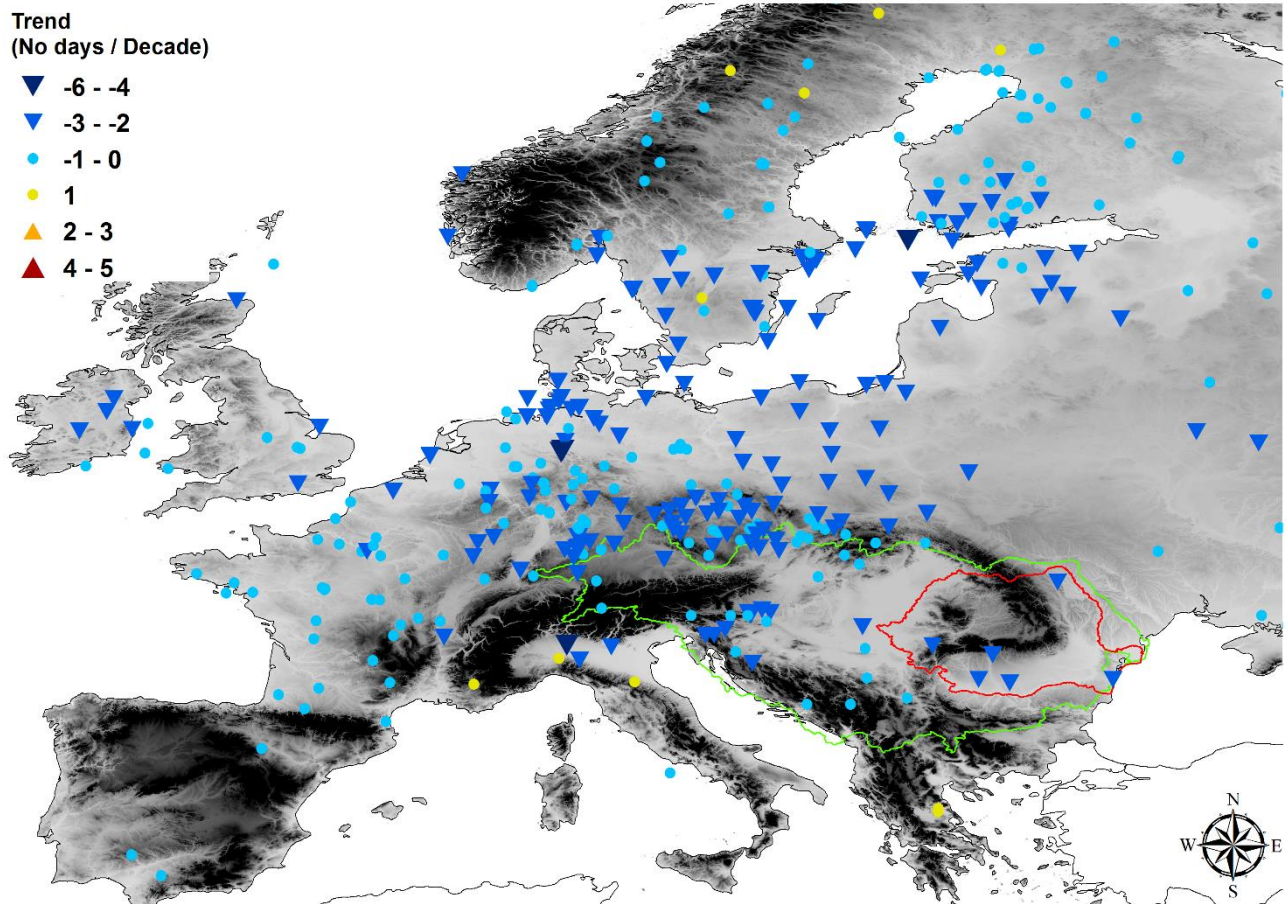 Trend
(No days / Decade)
-6 - -4
-3 - -2
-1 - 0
1
2 - 3
4 - 5
N
W E
S